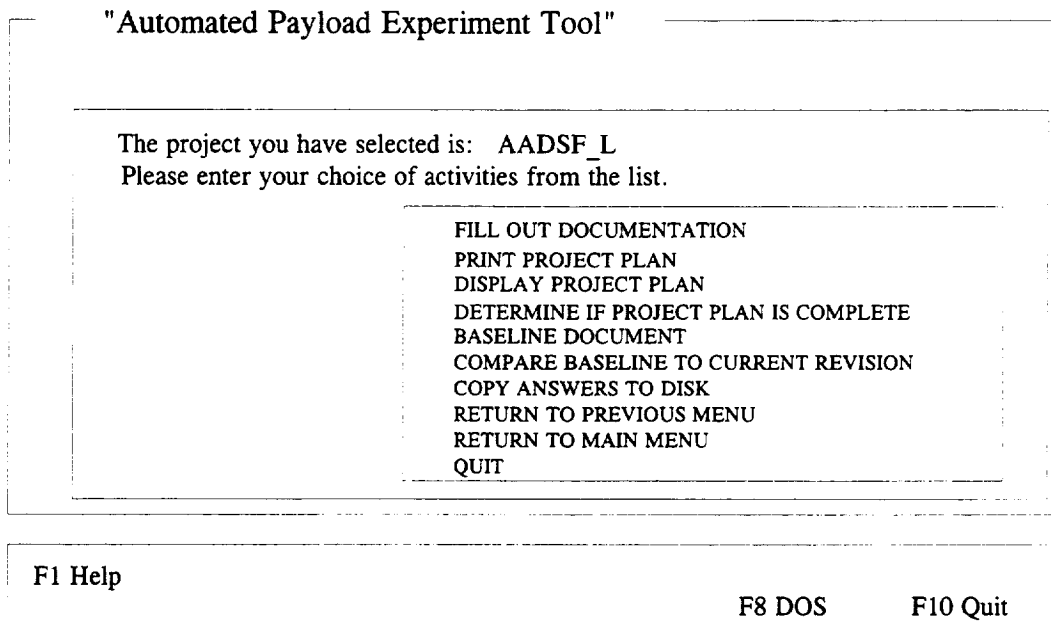 "Automated Payload Experiment Tool"
The project you have selected is: AADSF_L
Please enter your choice of activities from the list.
FILL OUT DOCUMENTATION
PRINT PROJECT PLAN
DISPLAY PROJECT PLAN
DETERMINE IF PROJECT PLAN IS COMPLETE
BASELINE DOCUMENT
COMPARE BASELINE TO CURRENT REVISION
COPY ANSWERS TO DISK
RETURN TO PREVIOUS MENU
RETURN TO MAIN MENU
QUIT
F1 Help
F8 DOS F10 Quit